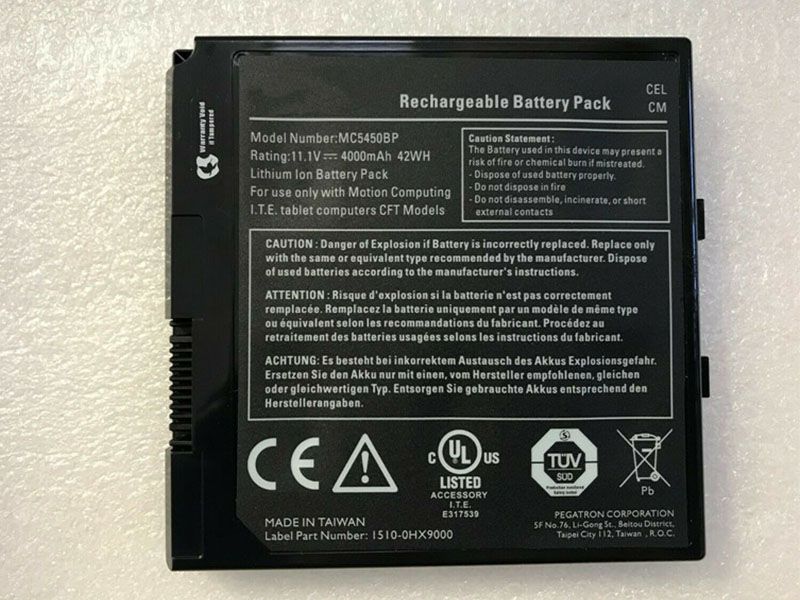 Warranty Void
if Tampered
CEL
CM
Rechargeable Battery Pack
Model Number:MC5450BP
Rating:11.1V⎓ 4000mAh 42WH
Lithium Ion Battery Pack
For use only with Motion Computing
I.T.E. tablet computers CFT Models
Caution Statement :
The Battery used in this device may present a
risk of fire or chemical burn if mistreated.
- Dispose of used battery properly.
- Do not dispose in fire
- Do not disassemble, incinerate, or short
external contacts
CAUTION : Danger of Explosion if Battery is incorrectly replaced. Replace only
with the same or equivalent type recommended by the manufacturer. Dispose
of used batteries according to the manufacturer's instructions.
ATTENTION : Risque d'explosion si la batterie n'est pas correctement
remplacée. Remplacez la batterie uniquement par un modèle de même type
ou équivalent selon les recommandations du fabricant. Procédez au
retraitement des batteries usagées selon les instructions du fabricant.
ACHTUNG: Es besteht bei inkorrektem Austausch des Akkus Explosionsgefahr.
Ersetzen Sie den Akku nur mit einen, vom Hersteller empfohlenen, gleichen
oder gleichwertigen Typ. Entsorgen Sie gebrauchte Akkus entsprechend den
Herstellerangaben.
CE
C UL US
LISTED
ACCESSORY
I.T.E.
E317539
S
TÜV
SÜD
Production monitored
Safety tested
Pb
MADE IN TAIWAN
Label Part Number: 1510-0HX9000
PEGATRON CORPORATION
5F No.76, Li-Gong St., Beitou District,
Taipei City 112, Taiwan , R.O.C.